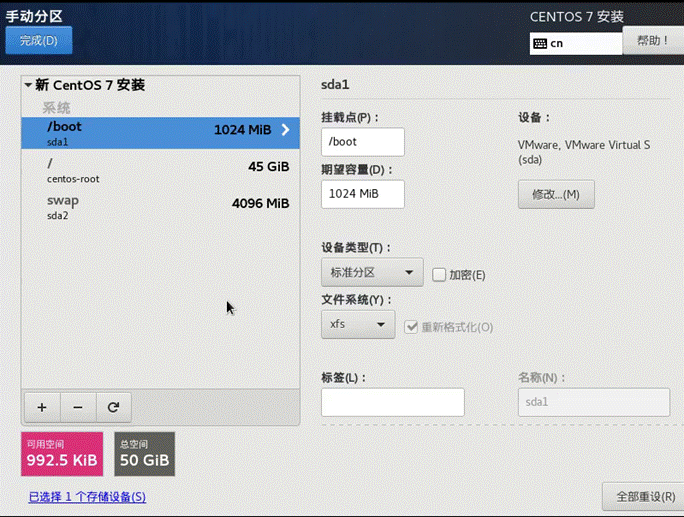 手动分区
CENTOS 7 安装
完成(D)
cn
帮助！
新 CentOS 7 安装
系统
/boot
1024 MiB
sda1
/
45 GiB
centos-root
swap
4096 MiB
sda2
sda1
挂载点(P)：
/boot
期望容量(D)：
1024 MiB
设备：
VMware, VMware Virtual S
(sda)
修改...(M)
设备类型(T)：
标准分区
加密(E)
文件系统(Y)：
xfs
重新格式化(O)
标签(L)：
名称(N)：
sda1
可用空间
992.5 KiB
总空间
50 GiB
已选择 1 个存储设备(S)
全部重设(R)